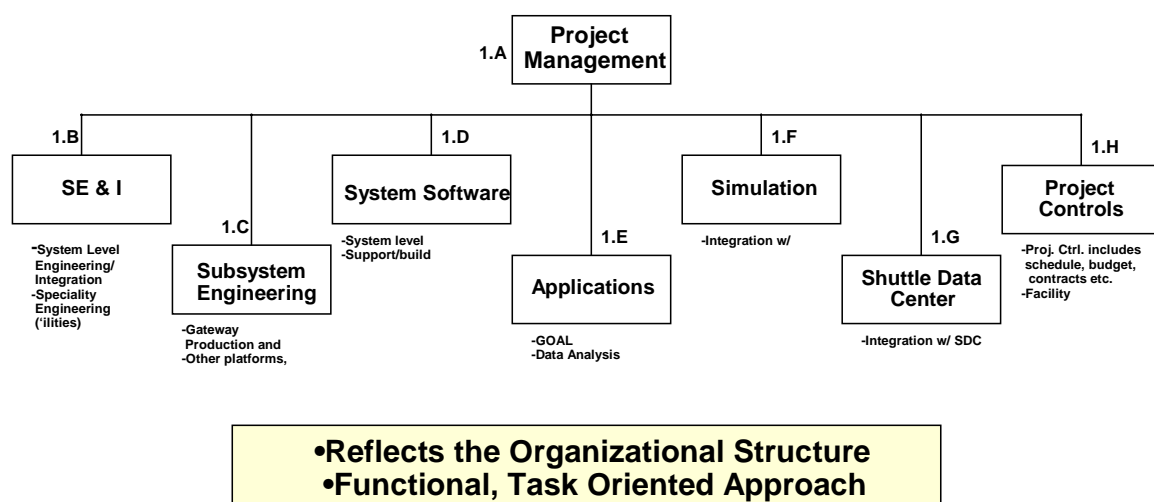 1.A
Project
Management
1.B
SE & I
-System Level
Engineering/
Integration
-Speciality
Engineering
('ilities)
1.C
Subsystem
Engineering
-Gateway
Production and
-Other platforms,
1.D
System Software
-System level
-Support/build
1.E
Applications
-GOAL
-Data Analysis
1.F
Simulation
-Integration w/
1.G
Shuttle Data
Center
-Integration w/ SDC
1.H
Project
Controls
-Proj. Ctrl. includes
schedule, budget,
contracts etc.
-Facility
•Reflects the Organizational Structure
•Functional, Task Oriented Approach